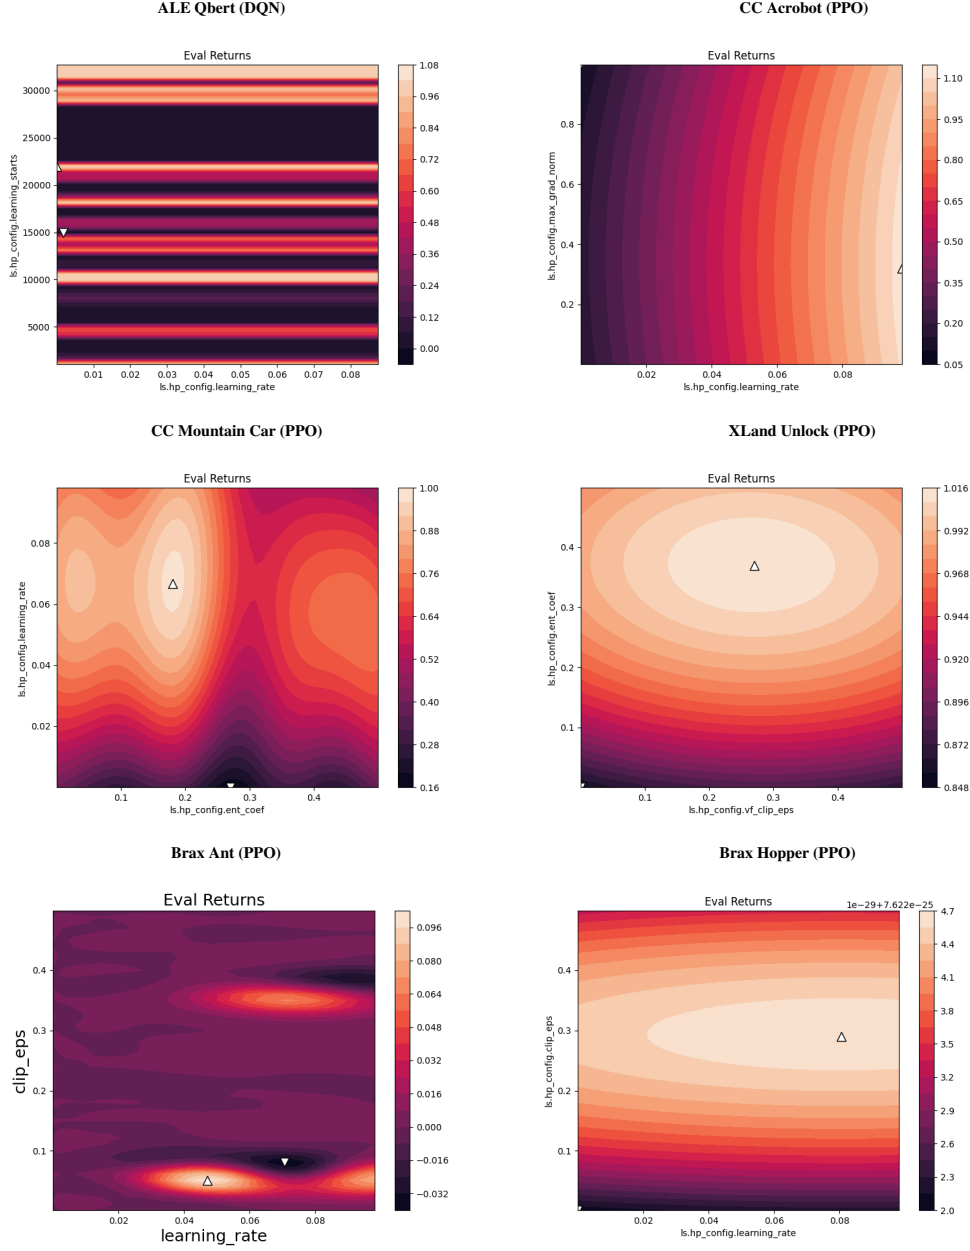 ALE Qbert (DQN)
Eval Returns
ls.hp_config.learning_starts
30000
25000
20000
15000
10000
5000
0.01 0.02 0.03 0.04 0.05 0.06 0.07 0.08
ls.hp_config.learning_rate
1.08
0.96
0.84
0.72
0.60
0.48
0.36
0.24
0.12
0.00
CC Acrobot (PPO)
Eval Returns
ls.hp_config.max_grad_norm
0.8
0.6
0.4
0.2
0.02 0.04 0.06 0.08
ls.hp_config.learning_rate
1.10
0.95
0.80
0.65
0.50
0.35
0.20
0.05
CC Mountain Car (PPO)
Eval Returns
ls.hp_config.learning_rate
0.08
0.06
0.04
0.02
0.1 0.2 0.3 0.4
ls.hp_config.ent_coef
1.00
0.88
0.76
0.64
0.52
0.40
0.28
0.16
XLand Unlock (PPO)
Eval Returns
ls.hp_config.ent_coef
0.4
0.3
0.2
0.1
0.1 0.2 0.3 0.4
ls.hp_config.vf_clip_eps
1.016
0.992
0.968
0.944
0.920
0.896
0.872
0.848
Brax Ant (PPO)
Eval Returns
clip_eps
0.4
0.3
0.2
0.1
0.02 0.04 0.06 0.08
learning_rate
0.096
0.080
0.064
0.048
0.032
0.016
0.000
−0.016
−0.032
Brax Hopper (PPO)
Eval Returns
1e−29+7.622e−25
ls.hp_config.clip_eps
0.4
0.3
0.2
0.1
0.02 0.04 0.06 0.08
ls.hp_config.learning_rate
4.7
4.4
4.1
3.8
3.5
3.2
2.9
2.6
2.3
2.0